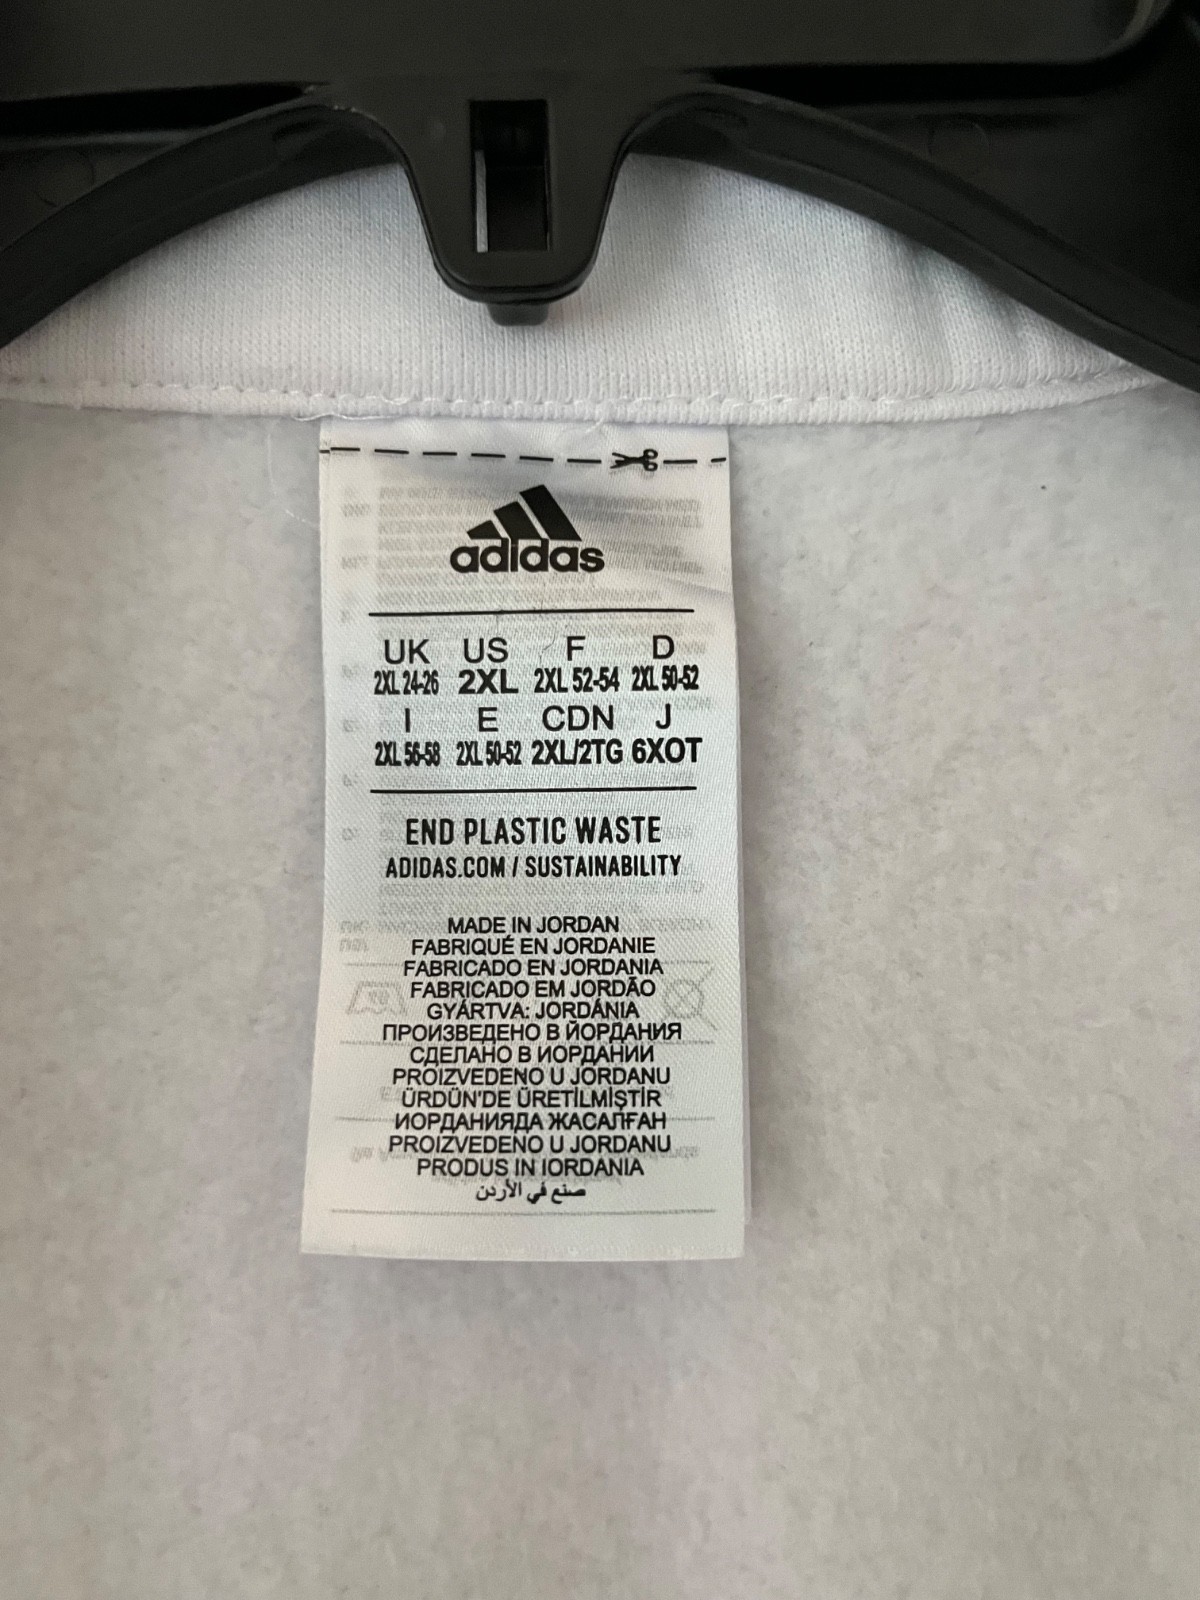 adidas
UK US F D
2XL 24-26 2XL 2XL 52-54 2XL 50-52
I E CDN J
2XL 56-58 2XL 50-52 2XL/2TG 6XOT
END PLASTIC WASTE
ADIDAS.COM / SUSTAINABILITY
MADE IN JORDAN
FABRIQUÉ EN JORDANIE
FABRICADO EN JORDANIA
FABRICADO EM JORDÃO
GYÁRTVA: JORDÁNIA
ПРОИЗВЕДЕНО В ЙОРДАНИЯ
СДЕЛАНО В ИОРДАНИИ
PROIZVEDENO U JORDANU
ÜRDÜN'DE ÜRETİLMİŞTİR
ИОРДАНИЯДА ЖАСАЛҒАН
PROIZVEDENO U JORDANU
PRODUS IN IORDANIA
صنع في الأردن